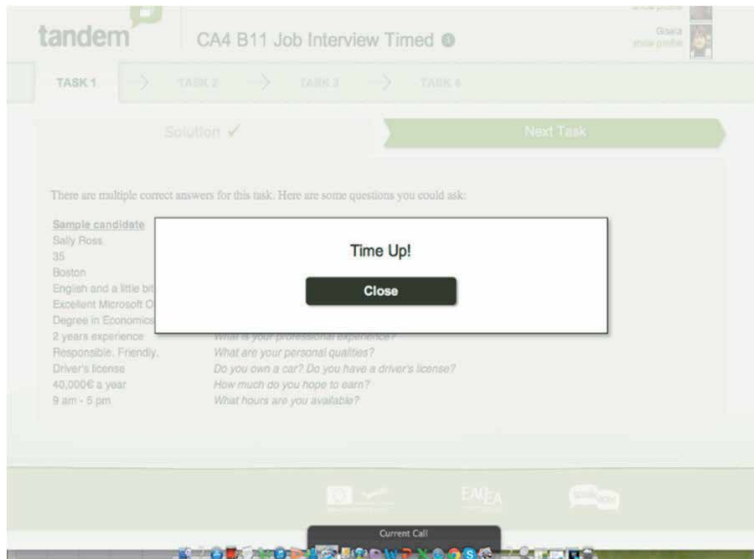 tandem
CA4 B11 Job Interview Timed
Gisela
TASK 1
TASK 2
TASK 3
TASK 4
Solution
Next Task
There are multiple correct answers for this task. Here are some questions you could ask:
Sample candidate
Sally Ross
35
Boston
English and a little bit
Excellent Microsoft O
Degree in Economics
2 years experience What is your professional experience?
Responsible. Friendly. What are your personal qualities?
Driver's license Do you own a car? Do you have a driver's license?
40,000€ a year How much do you hope to earn?
9 am - 5 pm What hours are you available?
Time Up!
Close
EAEA
Current Call